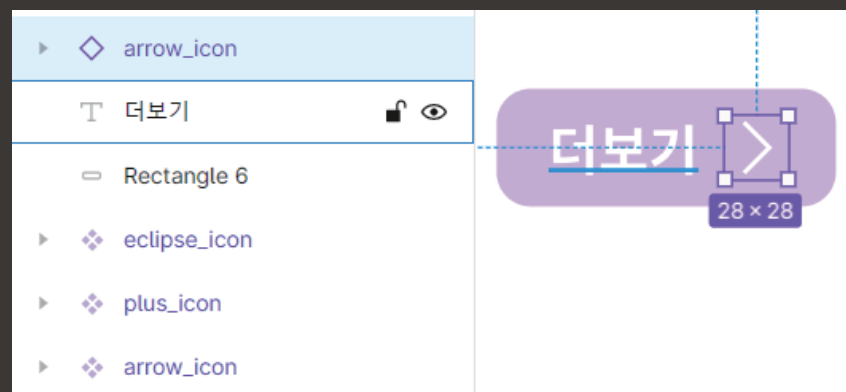 arrow_icon
더보기
Rectangle 6
eclipse_icon
plus_icon
arrow_icon
더보기
28 × 28